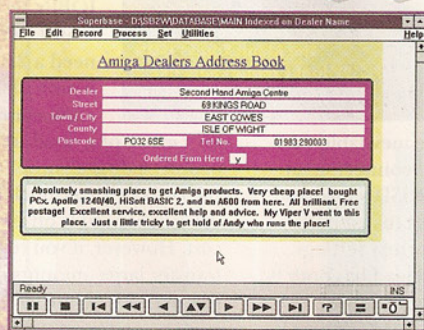 Superbase - D:\SB2W\DATABASE\MAIN Indexed on Dealer Name
File Edit Record Process Set Utilities Help
Amiga Dealers Address Book
Dealer Second Hand Amiga Centre
Street 69 KINGS ROAD
Town / City EAST COWES
County ISLE OF WIGHT
Postcode PO32 6SE Tel No. 01983 290003
Ordered From Here y
Absolutely smashing place to get Amiga products. Very cheap place! bought
PCx, Apollo 1240/40, HiSoft BASIC 2, and an A600 from here. All brilliant. Free
postage! Excellent service, excellent help and advice. My Viper V went to this
place. Just a little tricky to get hold of Andy who runs the place!
Ready INS